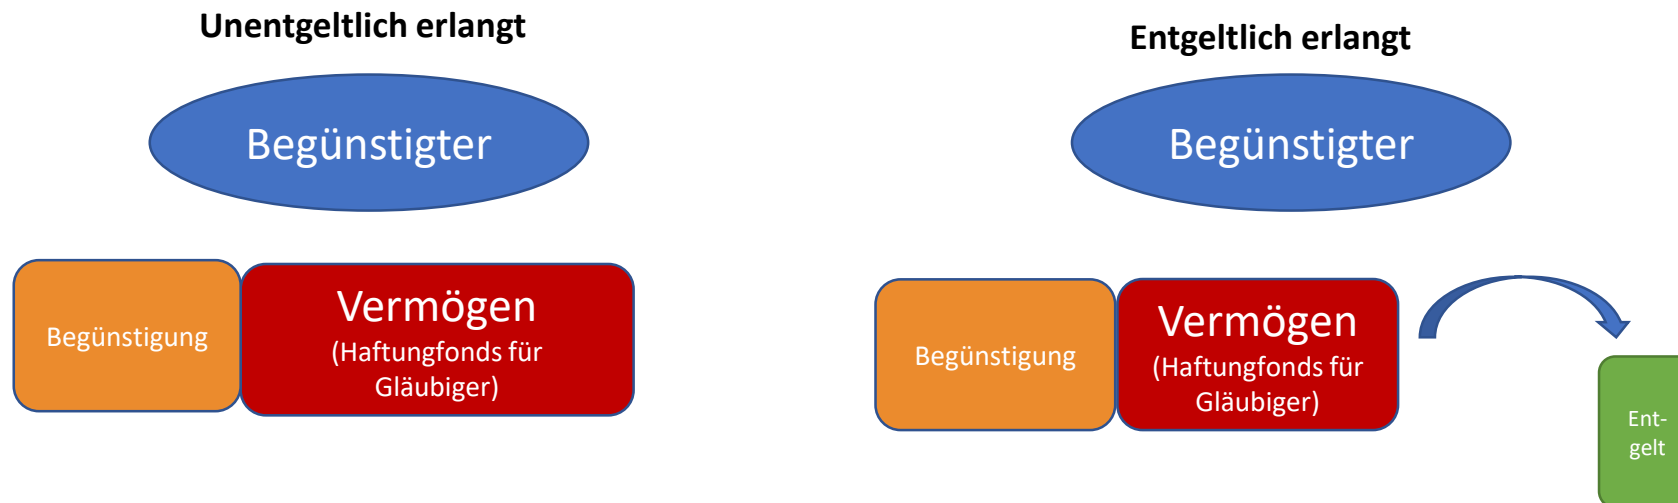 Unentgeltlich erlangt
Begünstigter
Begünstigung
Vermögen
(Haftungfonds für
Gläubiger)
Entgeltlich erlangt
Begünstigter
Begünstigung
Vermögen
(Haftungfonds für
Gläubiger)
Ent-
gelt